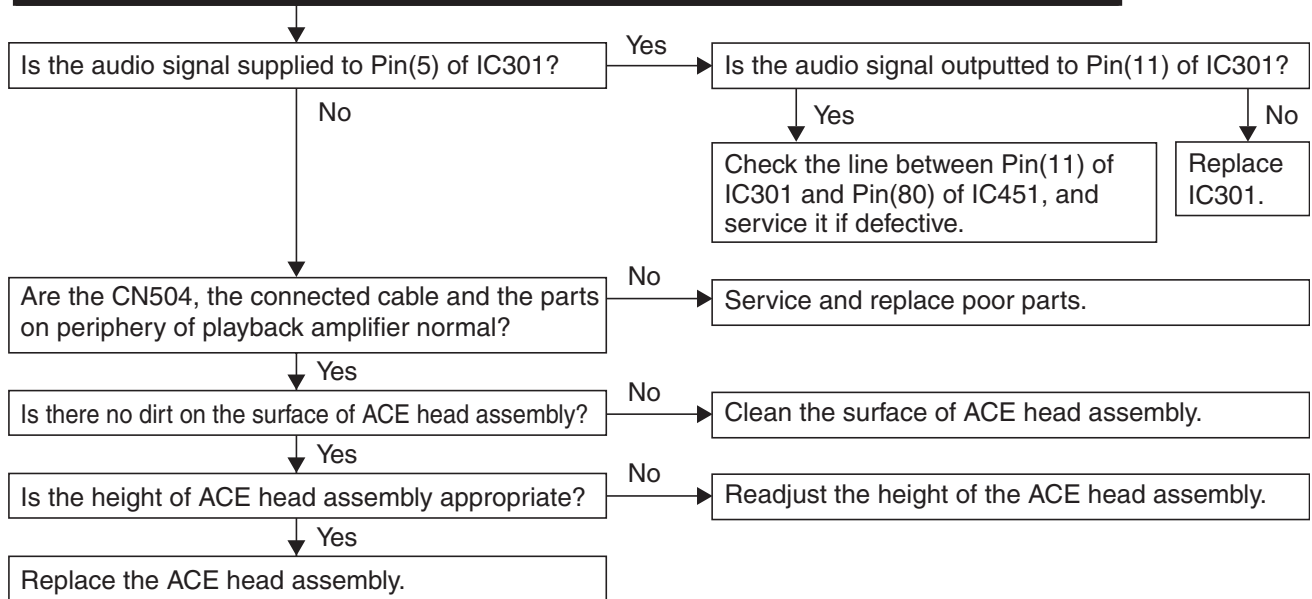 Is the audio signal supplied to Pin(5) of IC301?
Yes
Is the audio signal outputted to Pin(11) of IC301?
No
Yes
No
Check the line between Pin(11) of
IC301 and Pin(80) of IC451, and
service it if defective.
Replace
IC301.
Are the CN504, the connected cable and the parts
on periphery of playback amplifier normal?
No
Service and replace poor parts.
Yes
Is there no dirt on the surface of ACE head assembly?
No
Clean the surface of ACE head assembly.
Yes
Is the height of ACE head assembly appropriate?
No
Readjust the height of the ACE head assembly.
Yes
Replace the ACE head assembly.